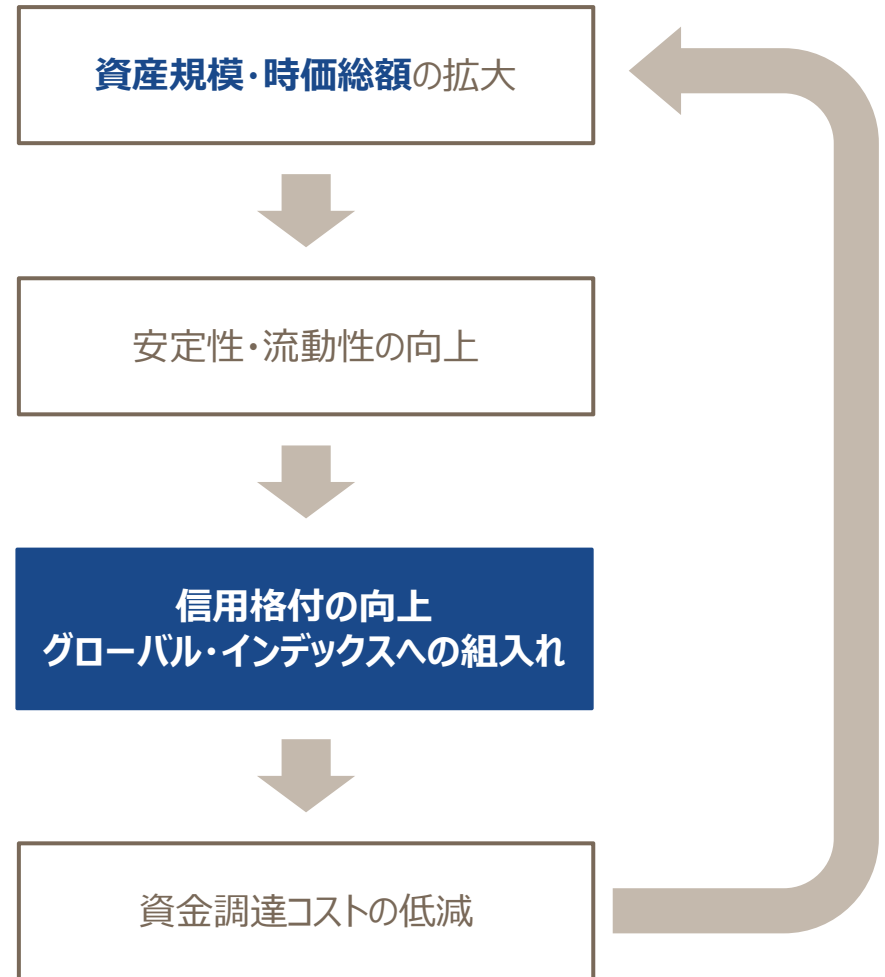 資産規模・時価総額の拡大
安定性・流動性の向上
信用格付の向上
グローバル・インデックスへの組入れ
資金調達コストの低減